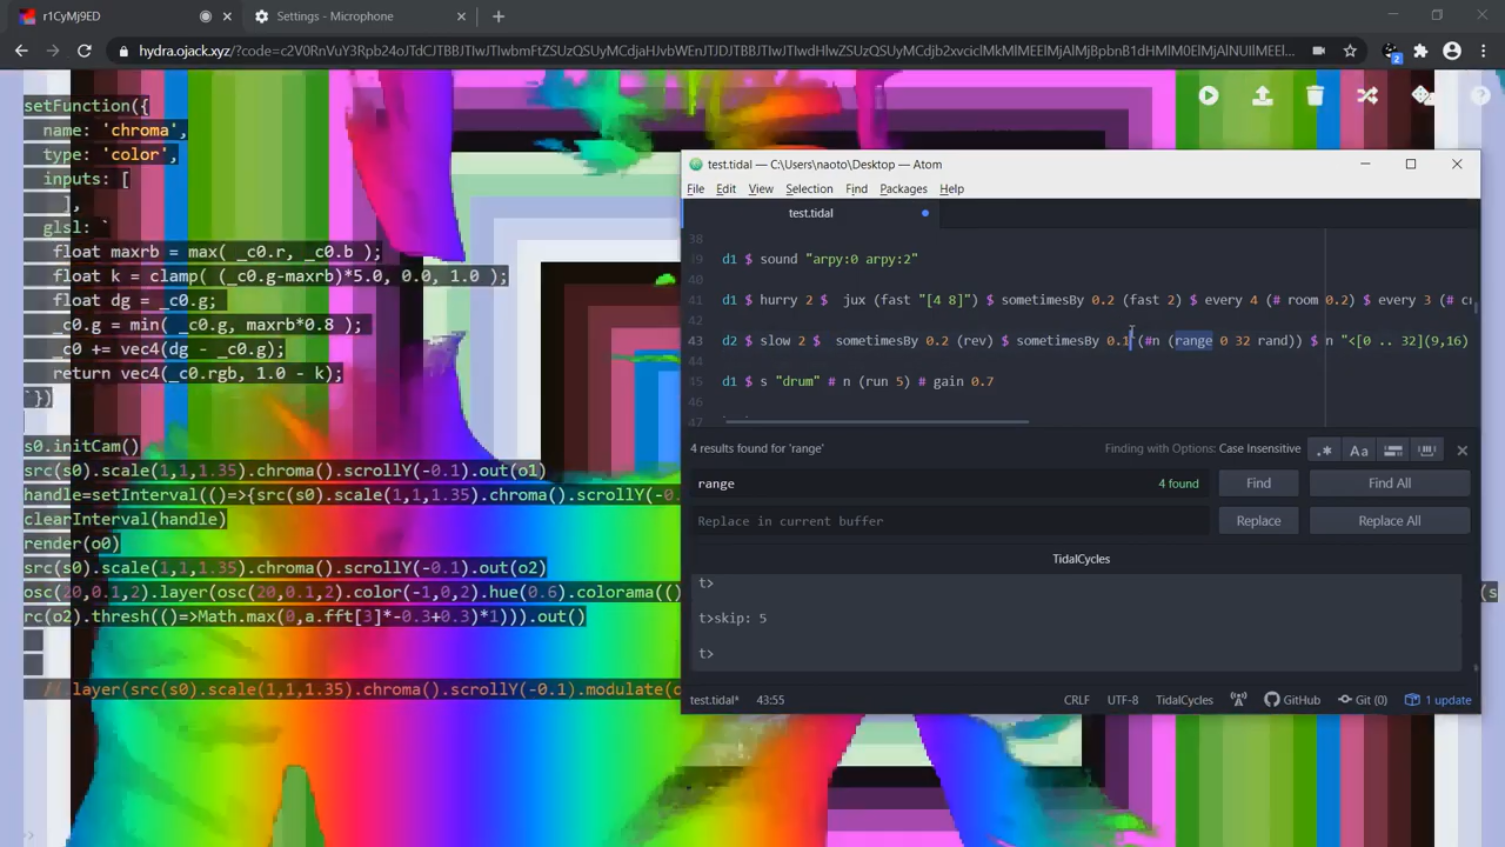 r1CyMj9ED
Settings - Microphone
hydra.ojack.xyz/?code=c2V0RnVuY3Rpb24oJTdCJTBBJTIwJTIwbmFtZSUzQSUyMCdjaHJvbWEnJTJDJTBBJTIwJTIwdHlwZSUzQSUyMCdjb2xvciclMkMlMEElMjAlMjBpbnB1dHMlM0ElMjAlNUIlMEElMj...
2
setFunction({
name: 'chroma',
type: 'color',
inputs: [
],
glsl: `
float maxrb = max( _c0.r, _c0.b );
float k = clamp( (_c0.g-maxrb)*5.0, 0.0, 1.0 );
float dg = _c0.g;
_c0.g = min( _c0.g, maxrb*0.8 );
_c0 += vec4(dg - _c0.g);
return vec4(_c0.rgb, 1.0 - k);
`})
s0.initCam()
src(s0).scale(1,1,1.35).chroma().scrollY(-0.1).out(o1)
handle=setInterval(()=>{src(s0).scale(1,1,1.35).chroma().scrollY(-0.
clearInterval(handle)
render(o0)
src(s0).scale(1,1,1.35).chroma().scrollY(-0.1).out(o2)
osc(20,0.1,2).layer(osc(20,0.1,2).color(-1,0,2).hue(0.6).colorama(()
(s
rc(o2).thresh(()=>Math.max(0,a.fft[3]*-0.3+0.3)*1))).out()
//.layer(src(s0).scale(1,1,1.35).chroma().scrollY(-0.1).modulate(o
>>
test.tidal — C:\Users\naoto\Desktop — Atom
File Edit View Selection Find Packages Help
test.tidal
38
39 d1 $ sound "arpy:0 arpy:2"
40
41 d1 $ hurry 2 $ jux (fast "[4 8]") $ sometimesBy 0.2 (fast 2) $ every 4 (# room 0.2) $ every 3 (# cr
42
43 d2 $ slow 2 $ sometimesBy 0.2 (rev) $ sometimesBy 0.1 (#n (range 0 32 rand)) $ n "<[0 .. 32](9,16)
44
45 d1 $ s "drum" # n (run 5) # gain 0.7
47
4 results found for 'range'
Finding with Options: Case Insensitive
.* Aa
range
4 found
Find
Find All
Replace in current buffer
Replace
Replace All
TidalCycles
t>
t>skip: 5
t>
test.tidal* 43:55
CRLF UTF-8 TidalCycles GitHub Git (0) 1 update